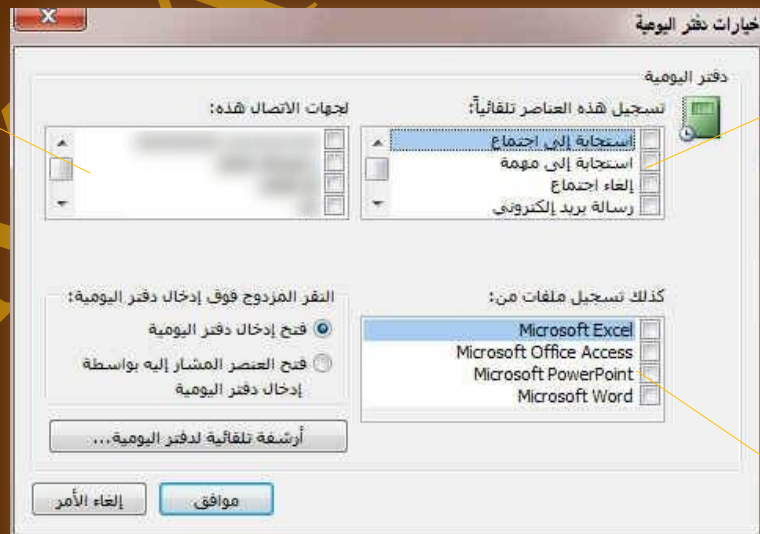 خيارات دفتر اليومية
دفتر اليومية
تسجيل هذه العناصر تلقائياً:
استجابة إلى اجتماع
استجابة إلى مهمة
إلغاء اجتماع
رسالة بريد إلكتروني
لجهات الاتصال هذه:
كذلك تسجيل ملفات من:
Microsoft Excel
Microsoft Office Access
Microsoft PowerPoint
Microsoft Word
النقر المزدوج فوق إدخال دفتر اليومية:
فتح إدخال دفتر اليومية
فتح العنصر المشار إليه بواسطة
إدخال دفتر اليومية
أرشفة تلقائية لدفتر اليومية...
موافق
إلغاء الأمر